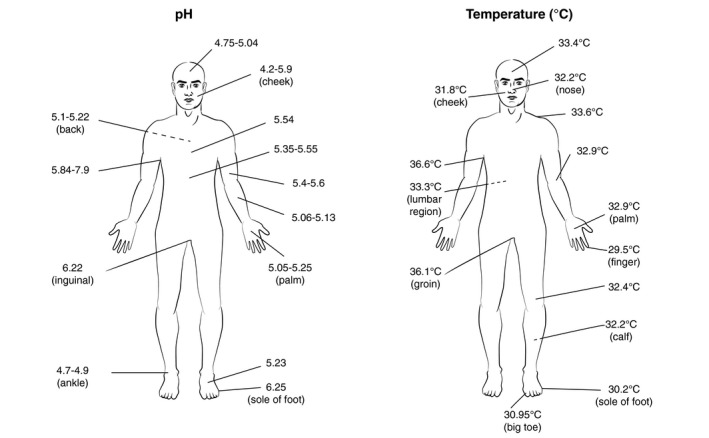 pH
4.75-5.04
4.2-5.9
(cheek)
5.1-5.22
(back)
5.54
5.35-5.55
5.84-7.9
5.4-5.6
5.06-5.13
6.22
(inguinal)
5.05-5.25
(palm)
4.7-4.9
(ankle)
5.23
6.25
(sole of foot)
Temperature (°C)
33.4°C
32.2°C
(nose)
31.8°C
(cheek)
33.6°C
32.9°C
36.6°C
33.3°C
(lumbar
region)
32.9°C
(palm)
29.5°C
(finger)
36.1°C
(groin)
32.4°C
32.2°C
(calf)
30.2°C
(sole of foot)
30.95°C
(big toe)